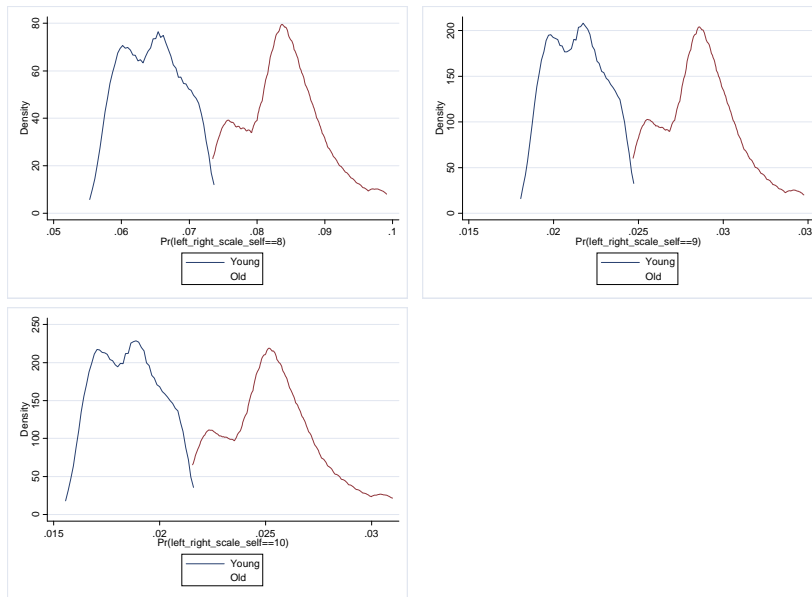 80
60
40
20
0
Density
.05 .06 .07 .08 .09 .1
Pr(left_right_scale_self==8)
Young
Old
200
150
100
50
0
Density
.015 .02 .025 .03
Pr(left_right_scale_self==9)
Young
Old
250
200
150
100
50
0
Density
.015 .02 .025 .03
Pr(left_right_scale_self==10)
Young
Old